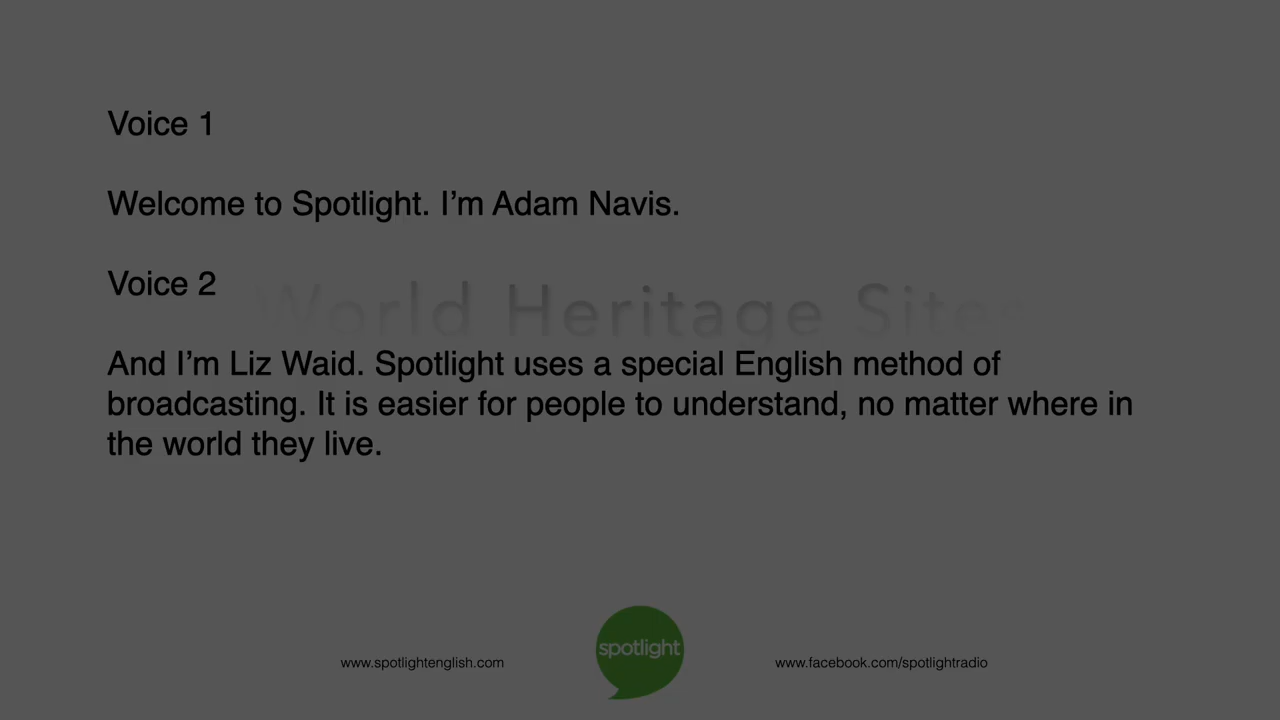 Voice 1
Welcome to Spotlight. I’m Adam Navis.
Voice 2
World Heritage Sites
And I’m Liz Waid. Spotlight uses a special English method of
broadcasting. It is easier for people to understand, no matter where in
the world they live.
spotlight
www.spotlightenglish.com
www.facebook.com/spotlightradio